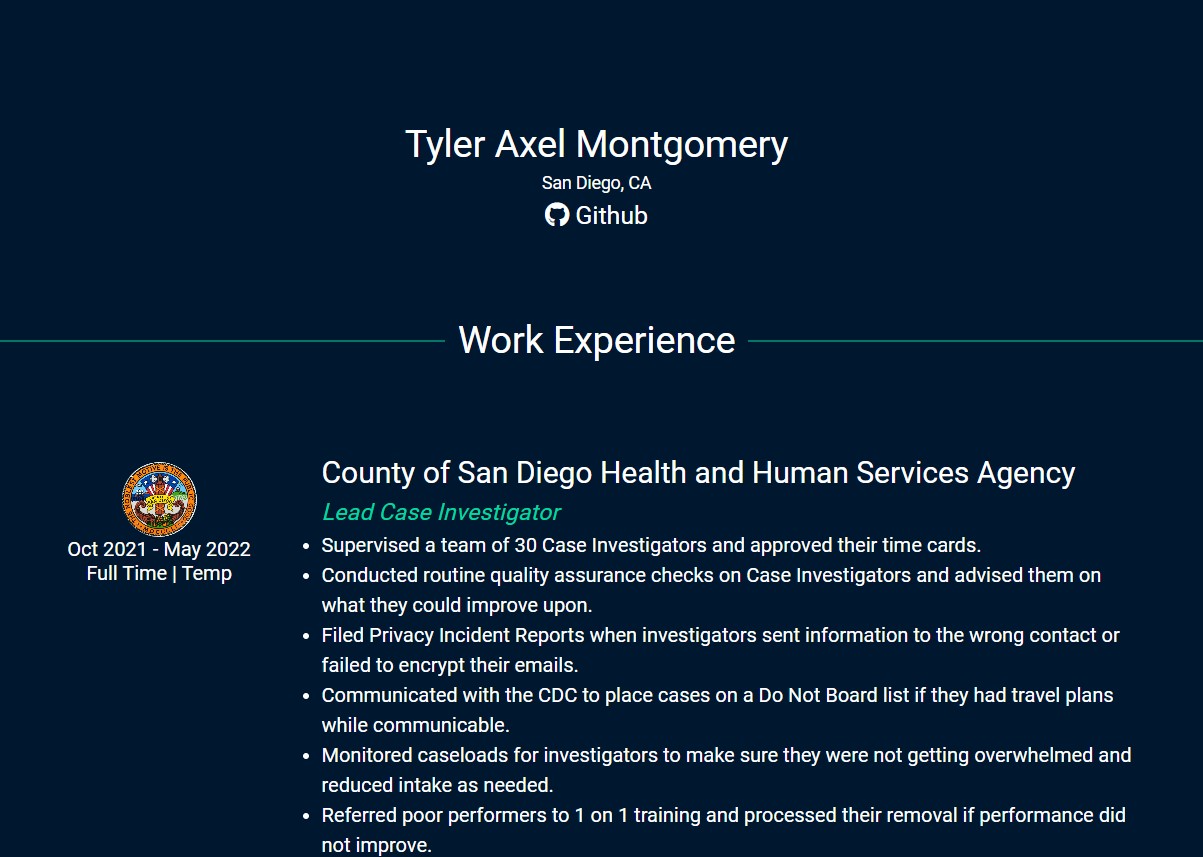 Tyler Axel Montgomery
San Diego, CA
Github
Work Experience
County of San Diego Health and Human Services Agency
Lead Case Investigator
Oct 2021 - May 2022
Full Time | Temp
• Supervised a team of 30 Case Investigators and approved their time cards.
• Conducted routine quality assurance checks on Case Investigators and advised them on
what they could improve upon.
• Filed Privacy Incident Reports when investigators sent information to the wrong contact or
failed to encrypt their emails.
• Communicated with the CDC to place cases on a Do Not Board list if they had travel plans
while communicable.
• Monitored caseloads for investigators to make sure they were not getting overwhelmed and
reduced intake as needed.
• Referred poor performers to 1 on 1 training and processed their removal if performance did
not improve.